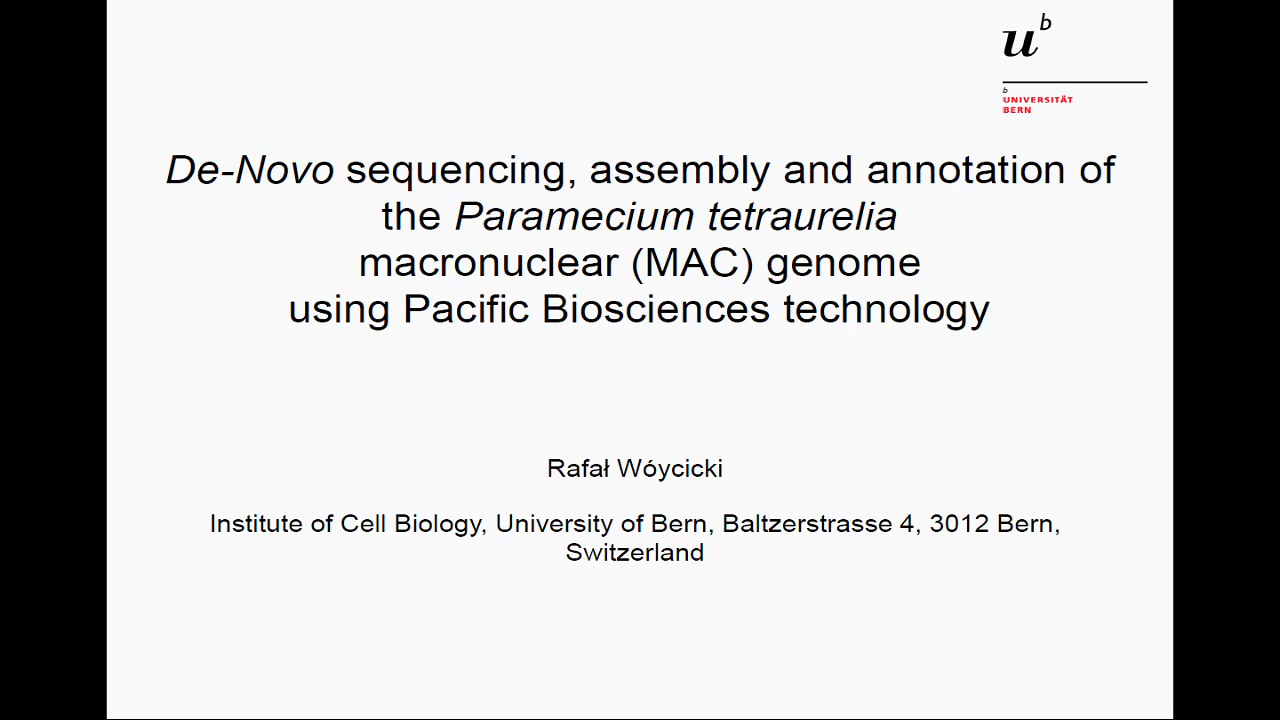 u b
b
UNIVERSITÄT
BERN
De-Novo sequencing, assembly and annotation of
the Paramecium tetraurelia
macronuclear (MAC) genome
using Pacific Biosciences technology
Rafał Wóycicki
Institute of Cell Biology, University of Bern, Baltzerstrasse 4, 3012 Bern,
Switzerland